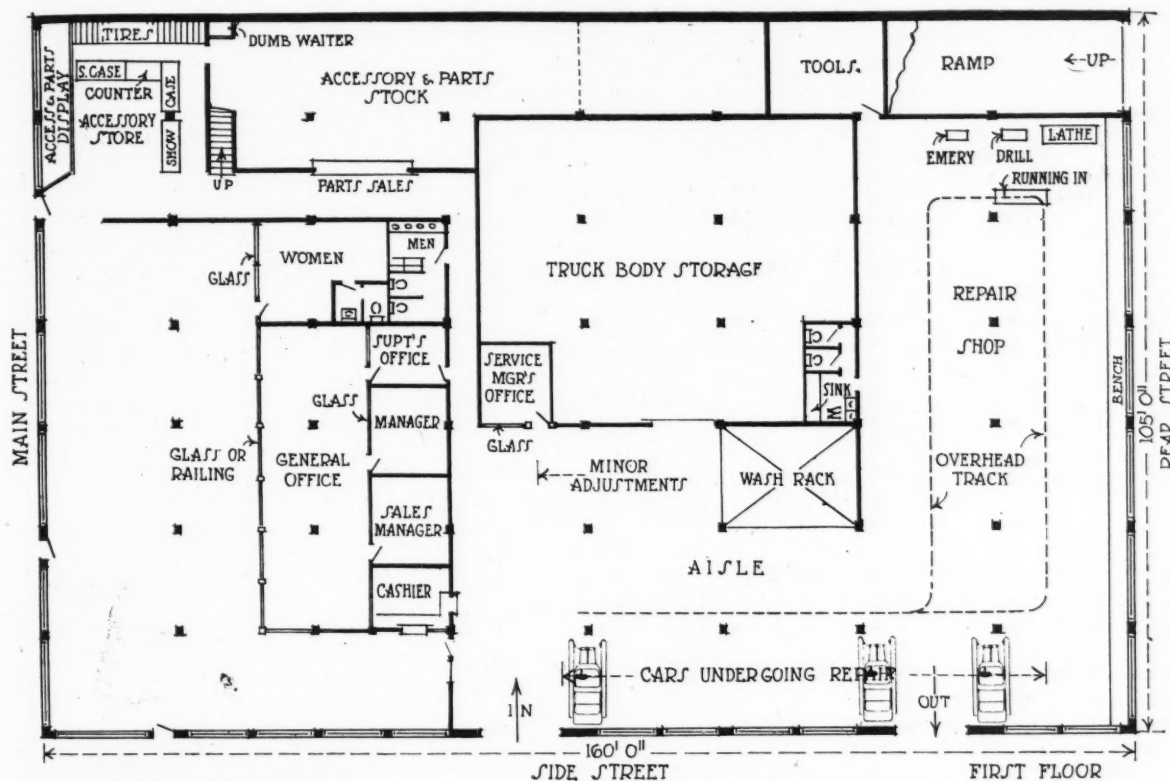 TIRES
DUMB WAITER
ACCESS & PARTS
DISPLAY
S. CASE
COUNTER
CASE
ACCESSORY
STORE
SHOW
UP
ACCESSORY & PARTS
STOCK
PARTS SALES
TOOLS.
RAMP
UP
EMERY
DRILL
LATHE
RUNNING IN
WOMEN
MEN
GLASS
TRUCK BODY STORAGE
REPAIR
SHOP
SUPT'S
OFFICE
SERVICE
MGR'S
OFFICE
SINK
W
BENCH
MAIN STREET
GLASS
MANAGER
GLASS
GLASS OR
RAILING
GENERAL
OFFICE
MINOR
ADJUSTMENTS
WASH RACK
OVERHEAD
TRACK
105' 0"
REAR STREET
SALES
MANAGER
AISLE
CASHIER
CARS UNDERGOING REPAIR
IN
OUT
160' 0"
SIDE STREET
FIRST FLOOR